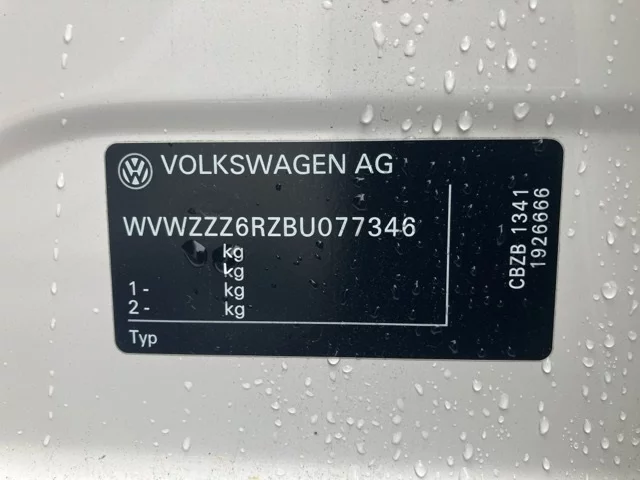 VOLKSWAGEN AG
WVWZZZ6RZBU077346
kg
kg
1 - kg
2 - kg
Typ
CBZB 1341
1926666